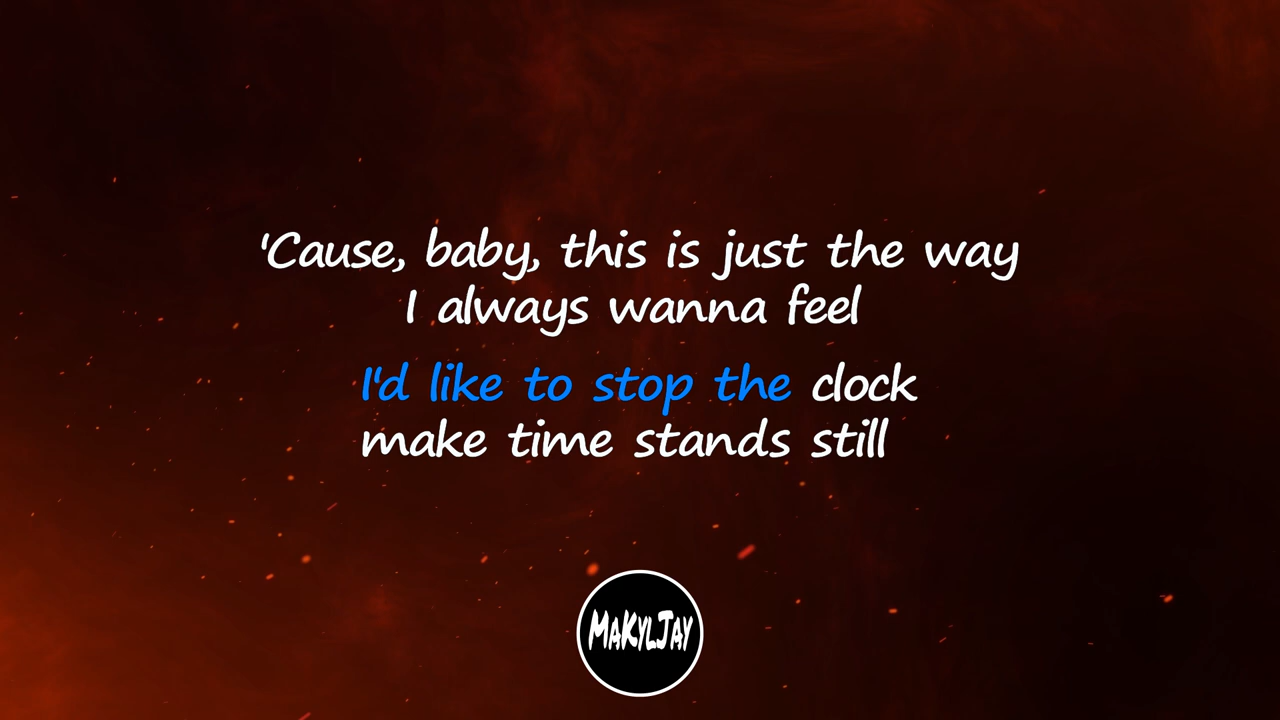 'Cause, baby, this is just the way
I always wanna feel
I'd like to stop the clock
make time stands still
MAKYLJAY